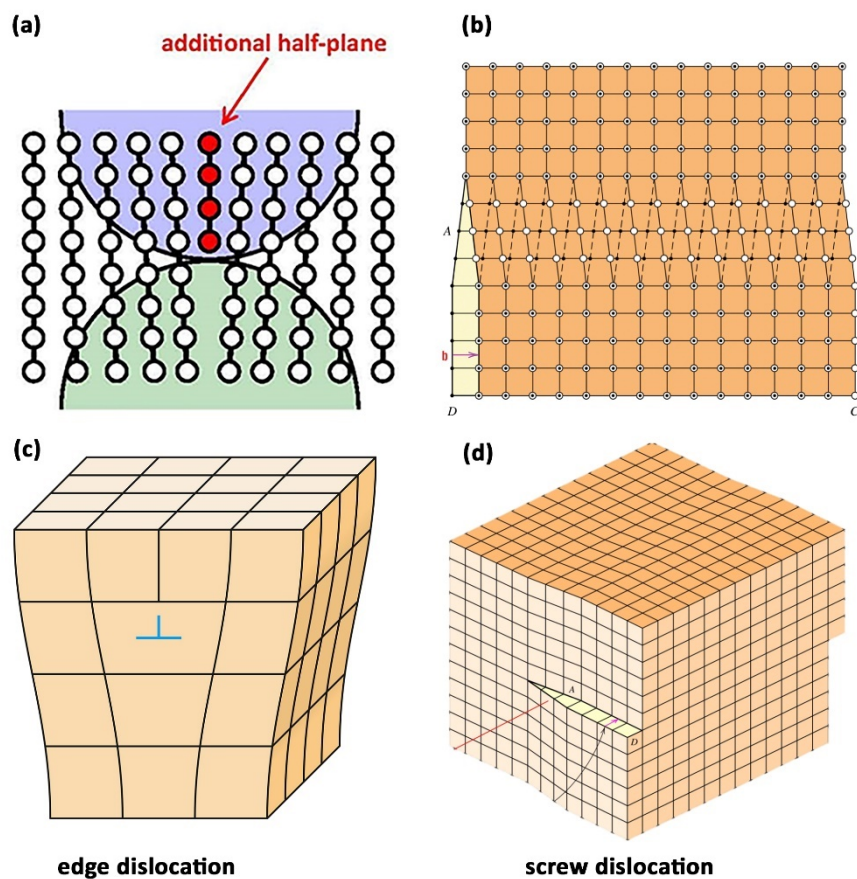 (a)
additional half-plane
(b)
A
b
D
C
(c)
(d)
A
D
edge dislocation
screw dislocation